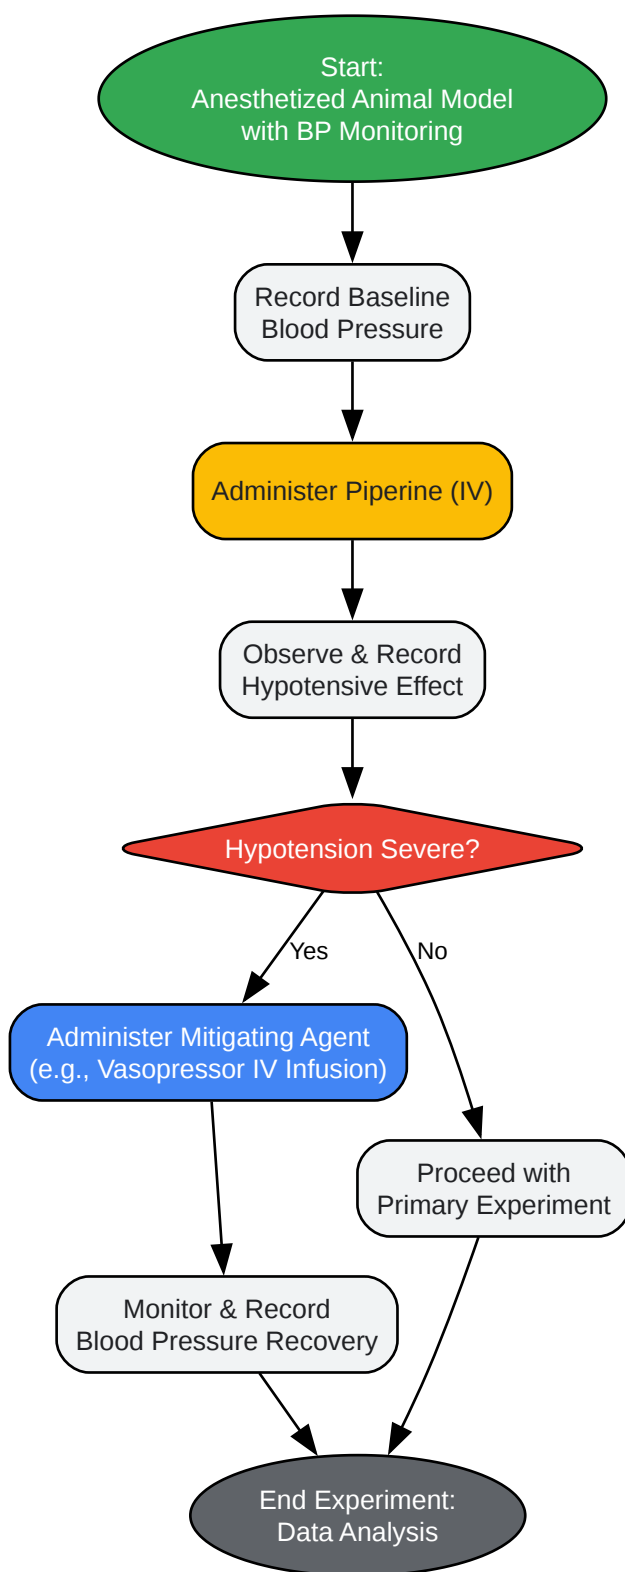 Start:
Anesthetized Animal Model
with BP Monitoring
Record Baseline
Blood Pressure
Administer Piperine (IV)
Observe & Record
Hypotensive Effect
Hypotension Severe?
Yes
No
Administer Mitigating Agent
(e.g., Vasopressor IV Infusion)
Proceed with
Primary Experiment
Monitor & Record
Blood Pressure Recovery
End Experiment:
Data Analysis